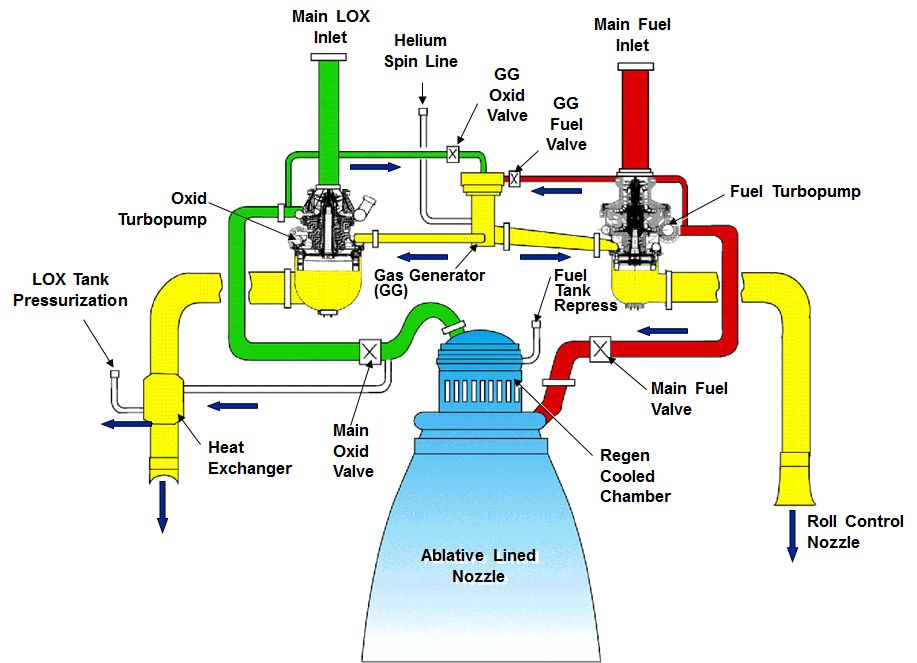 Main LOX
Inlet
Helium
Spin Line
Main Fuel
Inlet
GG
Oxid
Valve
GG
Fuel
Valve
Oxid
Turbopump
Fuel Turbopump
Gas Generator
(GG)
Fuel
Tank
Repress
LOX Tank
Pressurization
Main Fuel
Valve
Main
Oxid
Valve
Heat
Exchanger
Regen
Cooled
Chamber
Roll Control
Nozzle
Ablative Lined
Nozzle